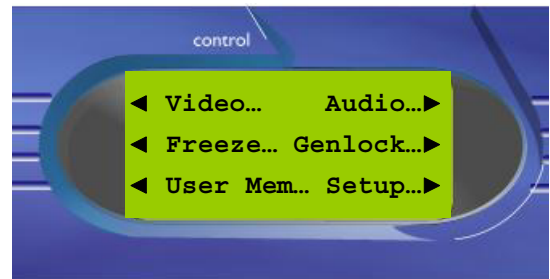 control
◄ Video… Audio…►
◄ Freeze… Genlock…►
◄ User Mem… Setup…►